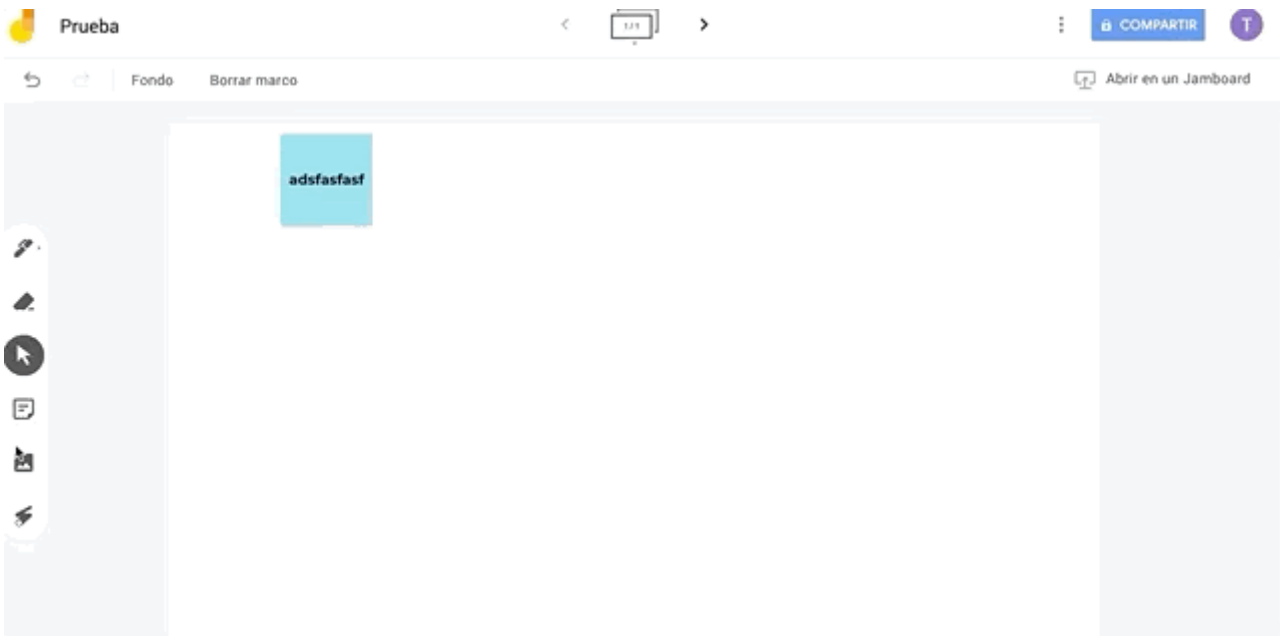 Prueba
1 / 1
COMPARTIR
T
Fondo
Borrar marco
Abrir en un Jamboard
adsfasfasf